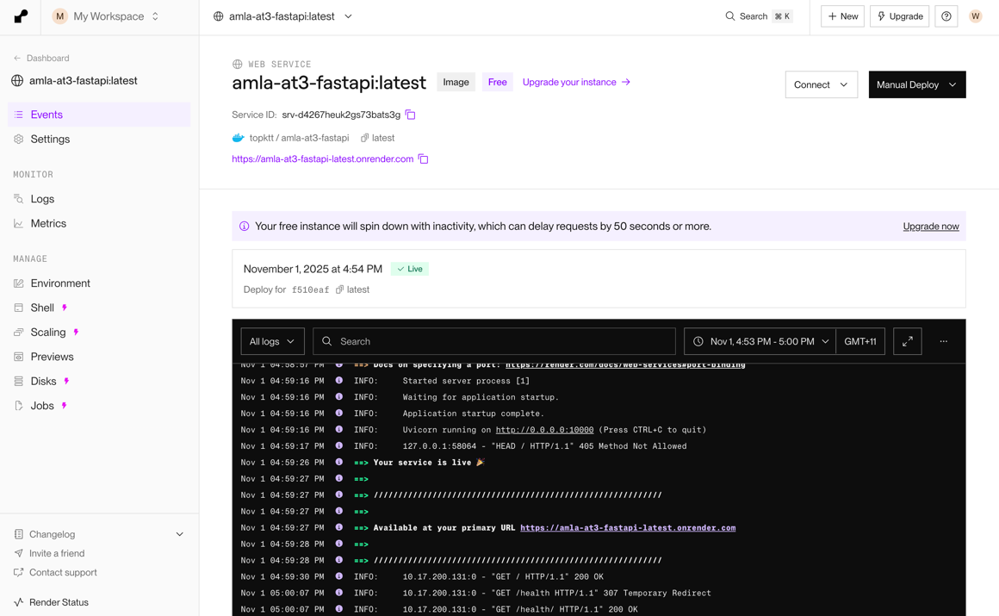 M My Workspace
amla-at3-fastapi:latest
Search ⌘ K
+ New
Upgrade
W
← Dashboard
amla-at3-fastapi:latest
Events
Settings
MONITOR
Logs
Metrics
MANAGE
Environment
Shell
Scaling
Previews
Disks
Jobs
Changelog
Invite a friend
Contact support
Render Status
WEB SERVICE
amla-at3-fastapi:latest Image Free Upgrade your instance →
Connect
Manual Deploy
Service ID: srv-d4267heuk2gs73bats3g
topktt / amla-at3-fastapi latest
https://amla-at3-fastapi-latest.onrender.com
Your free instance will spin down with inactivity, which can delay requests by 50 seconds or more. Upgrade now
November 1, 2025 at 4:54 PM ✓ Live
Deploy for f510eaf latest
All logs Search Nov 1, 4:53 PM - 5:00 PM GMT+11 ...
Nov 1 04:58:57 PM ==> Docs on specifying a port: https://render.com/docs/web-services#port-binding
Nov 1 04:59:16 PM INFO: Started server process [1]
Nov 1 04:59:16 PM INFO: Waiting for application startup.
Nov 1 04:59:16 PM INFO: Application startup complete.
Nov 1 04:59:16 PM INFO: Uvicorn running on http://0.0.0.0:10000 (Press CTRL+C to quit)
Nov 1 04:59:17 PM INFO: 127.0.0.1:58064 - "HEAD / HTTP/1.1" 405 Method Not Allowed
Nov 1 04:59:26 PM ==> Your service is live 🎉
Nov 1 04:59:27 PM ==>
Nov 1 04:59:27 PM ==> ///////////////////////////////////////////////////////////
Nov 1 04:59:27 PM ==>
Nov 1 04:59:27 PM ==> Available at your primary URL https://amla-at3-fastapi-latest.onrender.com
Nov 1 04:59:28 PM ==>
Nov 1 04:59:28 PM ==> ///////////////////////////////////////////////////////////
Nov 1 04:59:30 PM INFO: 10.17.200.131:0 - "GET / HTTP/1.1" 200 OK
Nov 1 05:00:07 PM INFO: 10.17.200.131:0 - "GET /health HTTP/1.1" 307 Temporary Redirect
Nov 1 05:00:07 PM INFO: 10.17.200.131:0 - "GET /health/ HTTP/1.1" 200 OK